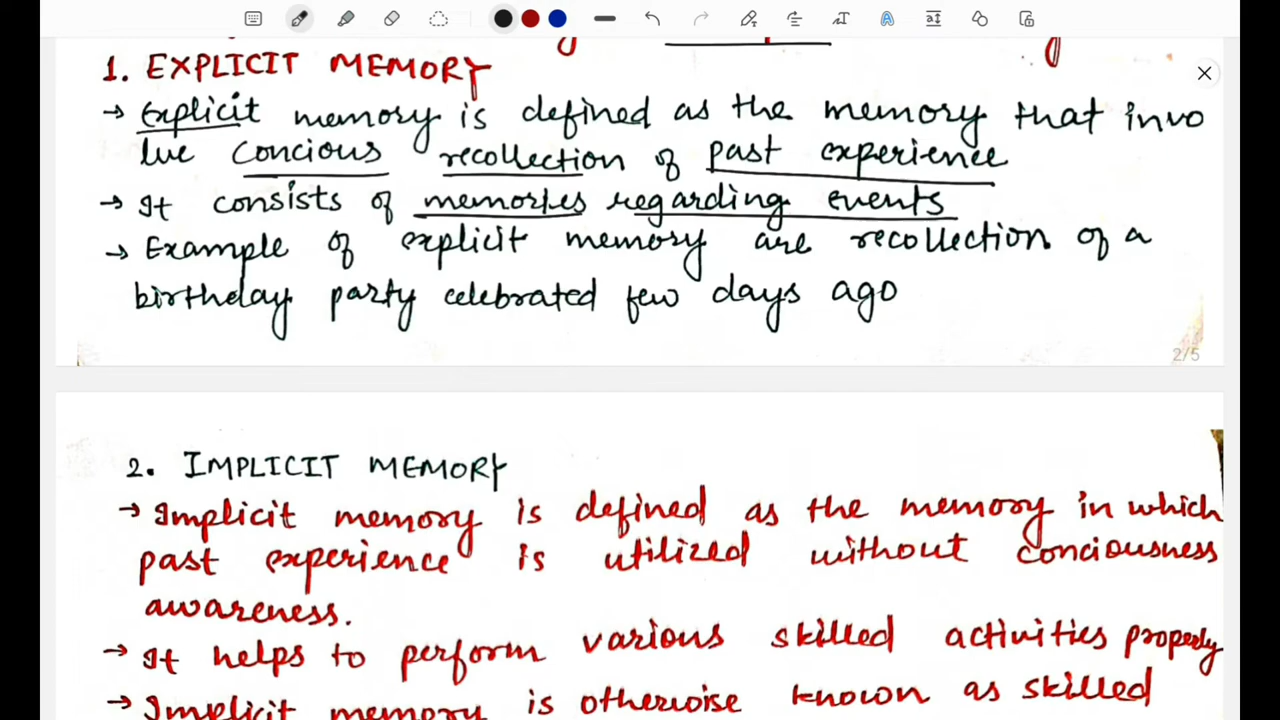 1. EXPLICIT MEMORY
→ Explicit memory is defined as the memory that invo
lve concious recollection of past experience
→ It consists of memories regarding events
→ Example of explicit memory are recollection of a
birthday party celebrated few days ago
2/5
2. IMPLICIT MEMORY
→ Implicit memory is defined as the memory in which
past experience is utilized without conciousness
awareness.
→ It helps to perform various skilled activities properly
→ Implicit memory is otherwise known as skilled